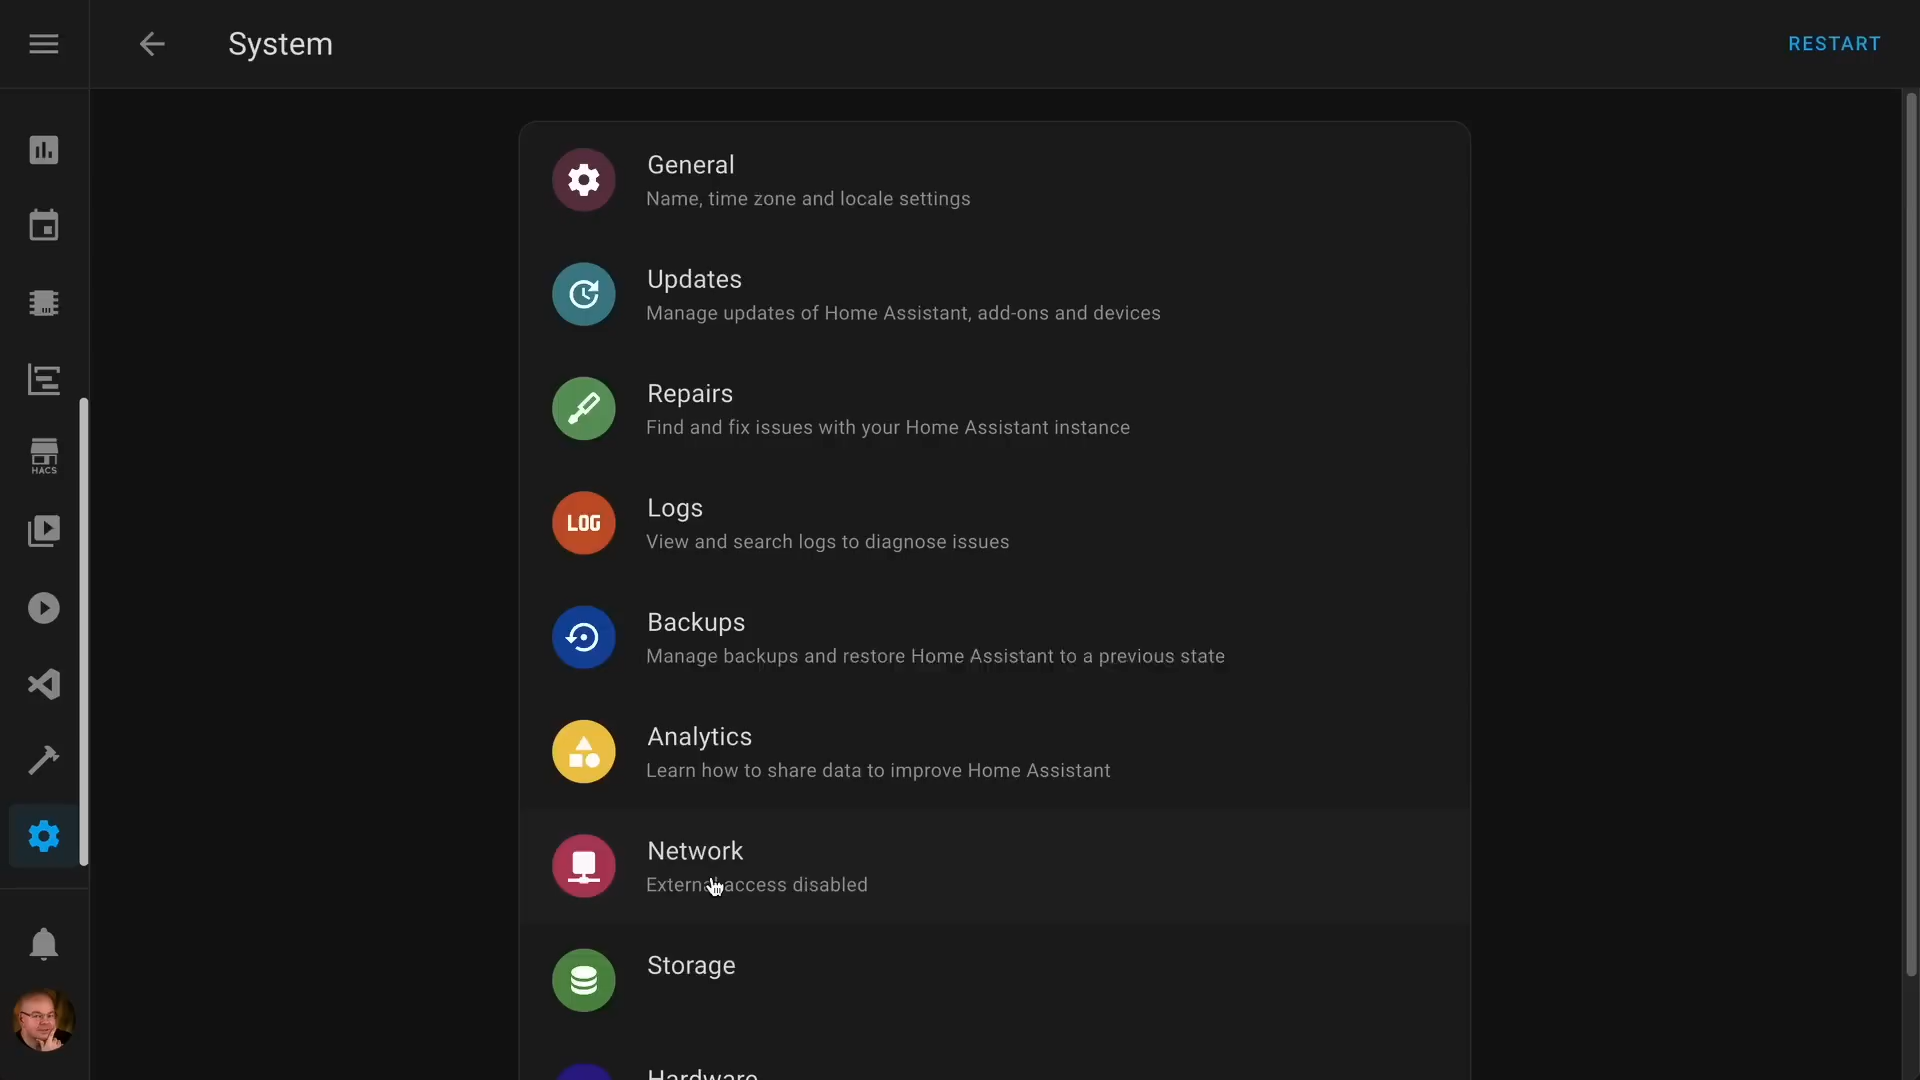 System
RESTART
General
Name, time zone and locale settings
Updates
Manage updates of Home Assistant, add-ons and devices
Repairs
Find and fix issues with your Home Assistant instance
LOG
Logs
View and search logs to diagnose issues
HACS
Backups
Manage backups and restore Home Assistant to a previous state
Analytics
Learn how to share data to improve Home Assistant
Network
External access disabled
Storage
Hardware